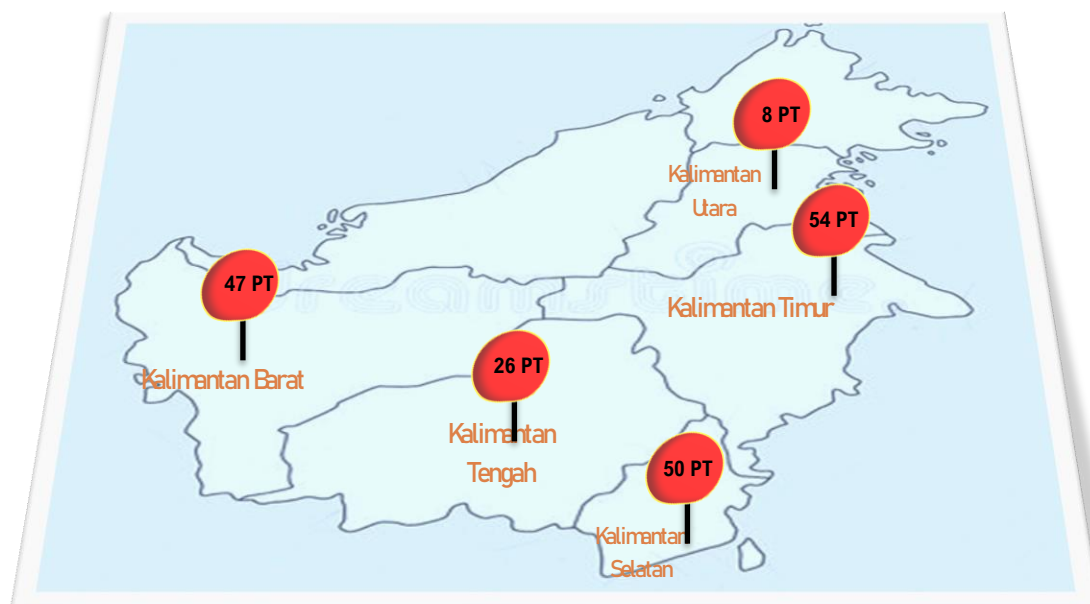 8 PT
Kalimantan
Utara
54 PT
Kalimantan Timur
47 PT
Kalimantan Barat
26 PT
Kalimantan
Tengah
50 PT
Kalimantan
Selatan
dreamstime